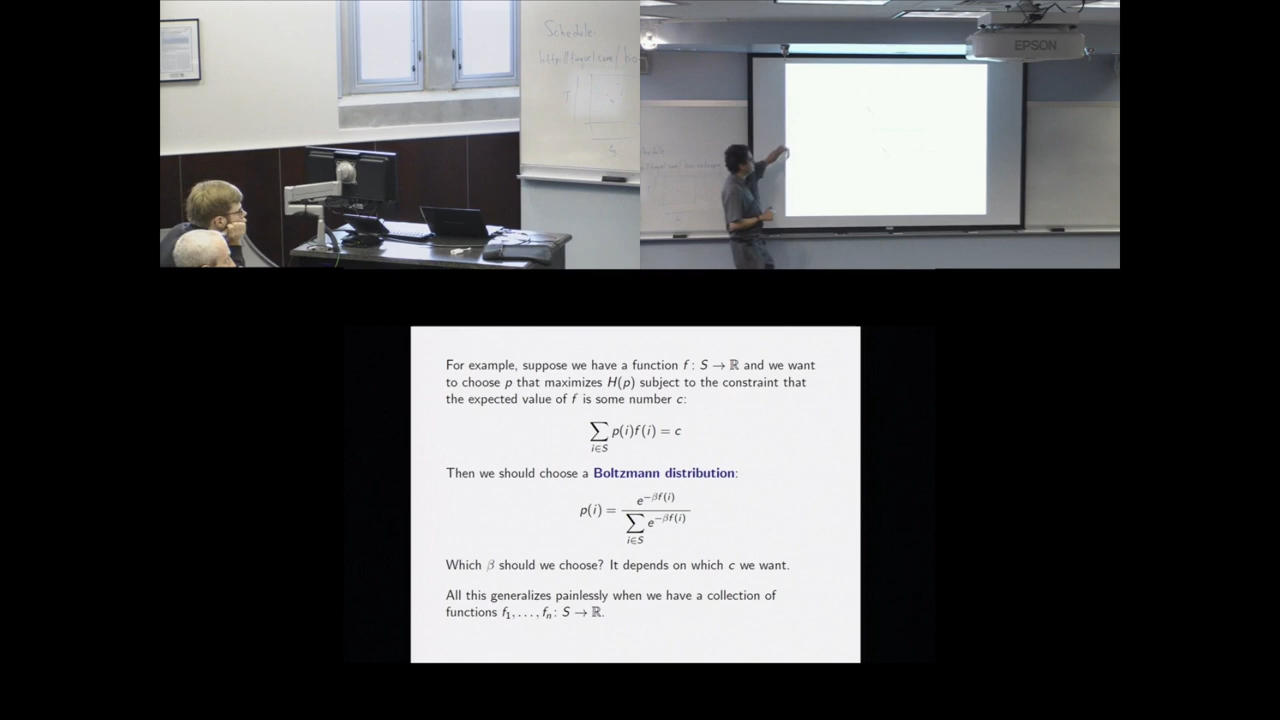 Schedule:
EPSON
For example, suppose we have a function f : S → ℝ and we want
to choose p that maximizes H(p) subject to the constraint that
the expected value of f is some number c:
∑_{i∈S} p(i)f(i) = c
Then we should choose a Boltzmann distribution:
p(i) = e^{−βf(i)} / ∑_{i∈S} e^{−βf(i)}
Which β should we choose? It depends on which c we want.
All this generalizes painlessly when we have a collection of
functions f₁, . . . , fₙ : S → ℝ.